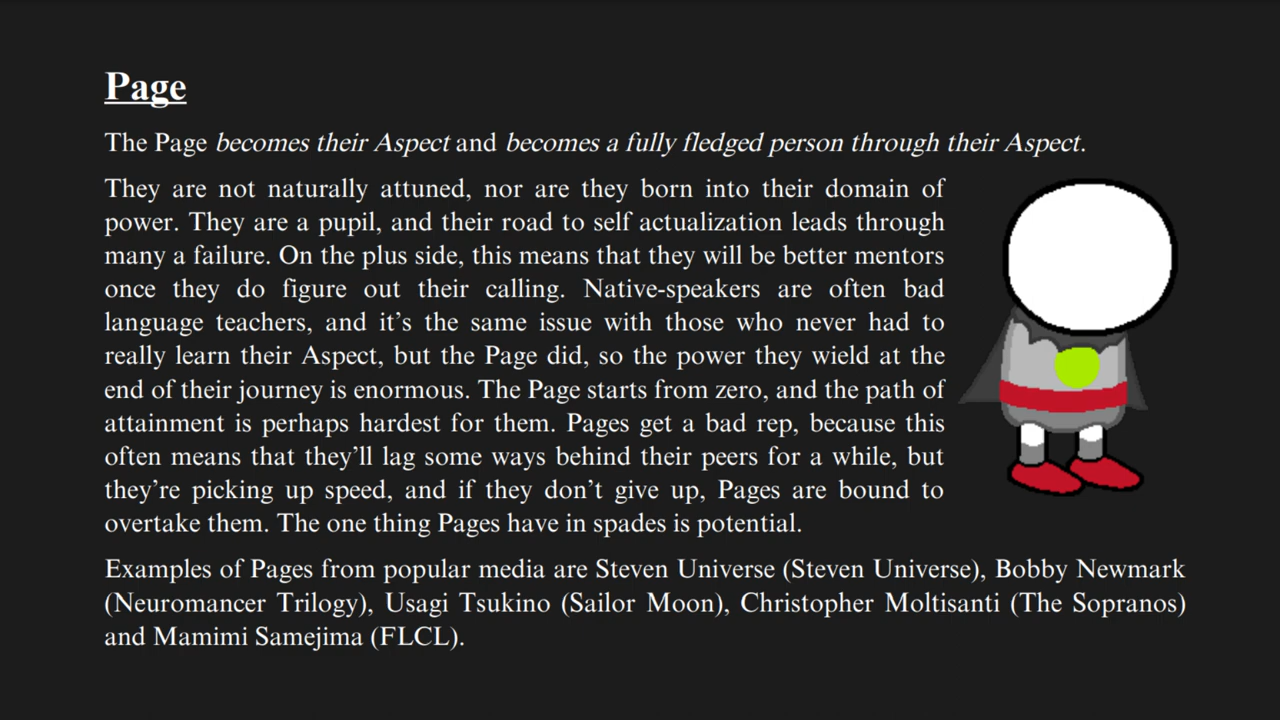 Page
The Page becomes their Aspect and becomes a fully fledged person through their Aspect.
They are not naturally attuned, nor are they born into their domain of
power. They are a pupil, and their road to self actualization leads through
many a failure. On the plus side, this means that they will be better mentors
once they do figure out their calling. Native-speakers are often bad
language teachers, and it’s the same issue with those who never had to
really learn their Aspect, but the Page did, so the power they wield at the
end of their journey is enormous. The Page starts from zero, and the path of
attainment is perhaps hardest for them. Pages get a bad rep, because this
often means that they’ll lag some ways behind their peers for a while, but
they’re picking up speed, and if they don’t give up, Pages are bound to
overtake them. The one thing Pages have in spades is potential.
Examples of Pages from popular media are Steven Universe (Steven Universe), Bobby Newmark
(Neuromancer Trilogy), Usagi Tsukino (Sailor Moon), Christopher Moltisanti (The Sopranos)
and Mamimi Samejima (FLCL).